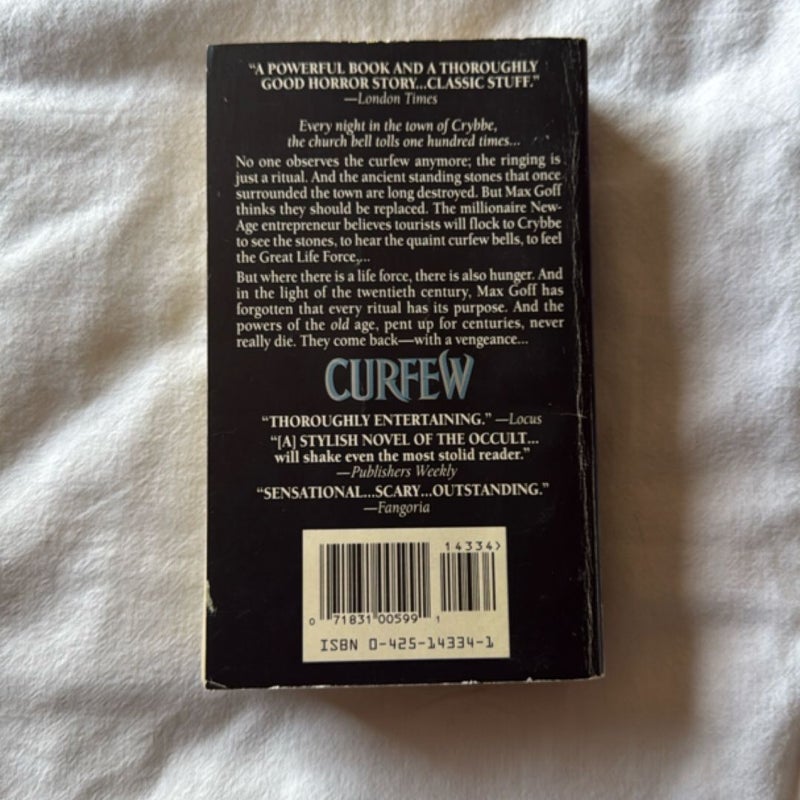 “A POWERFUL BOOK AND A THOROUGHLY
GOOD HORROR STORY...CLASSIC STUFF.”
—London Times
Every night in the town of Crybbe,
the church bell tolls one hundred times...
No one observes the curfew anymore; the ringing is
just a ritual. And the ancient standing stones that once
surrounded the town are long destroyed. But Max Goff
thinks they should be replaced. The millionaire New-
Age entrepreneur believes tourists will flock to Crybbe
to see the stones, to hear the quaint curfew bells, to feel
the Great Life Force,...
But where there is a life force, there is also hunger. And
in the light of the twentieth century, Max Goff has
forgotten that every ritual has its purpose. And the
powers of the old age, pent up for centuries, never
really die. They come back—with a vengeance...
CURFEW
“THOROUGHLY ENTERTAINING.” —Locus
“[A] STYLISH NOVEL OF THE OCCULT...
will shake even the most stolid reader.”
—Publishers Weekly
“SENSATIONAL...SCARY...OUTSTANDING.”
—Fangoria
14334>
0 71831 00599 1
ISBN 0-425-14334-1